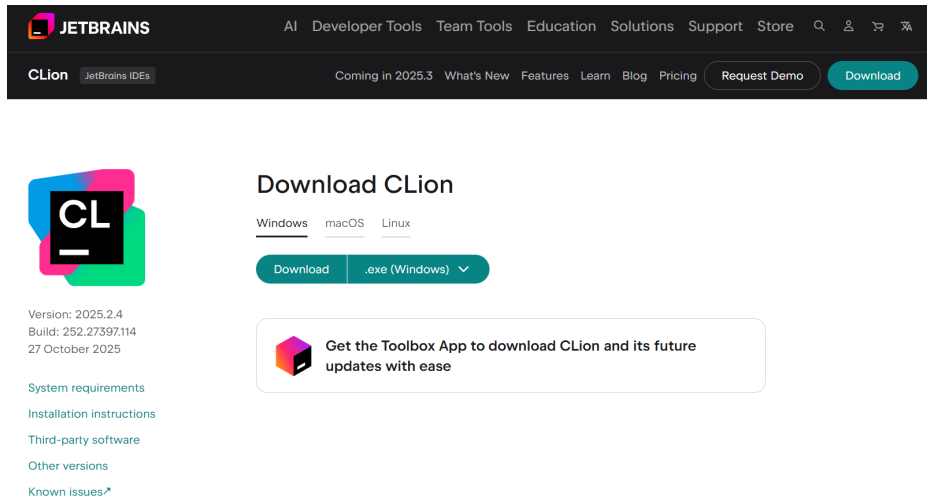 JETBRAINS
AI Developer Tools Team Tools Education Solutions Support Store
CLion JetBrains IDEs
Coming in 2025.3 What's New Features Learn Blog Pricing Request Demo Download
CL
Download CLion
Windows macOS Linux
Download .exe (Windows)
Version: 2025.2.4
Build: 252.27397.114
27 October 2025
Get the Toolbox App to download CLion and its future
updates with ease
System requirements
Installation instructions
Third-party software
Other versions
Known issues↗